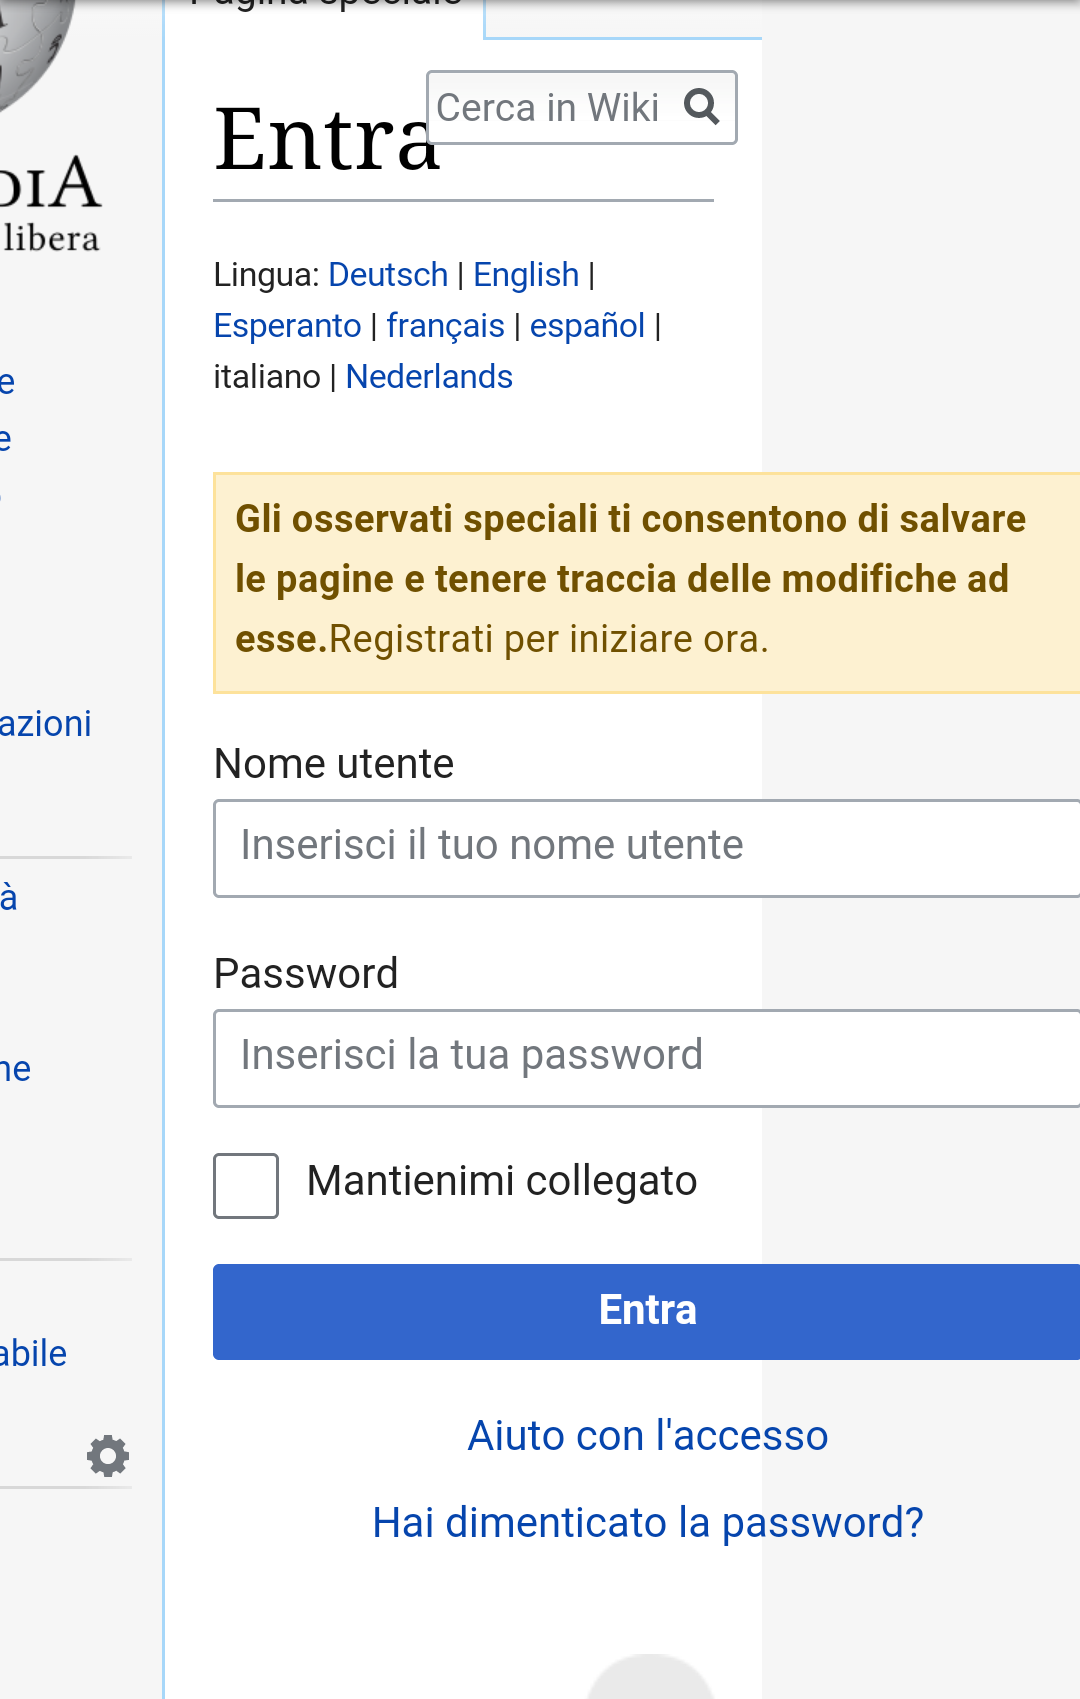 Pagina speciale
Cerca in Wiki
Entra
DIA
libera
Lingua: Deutsch | English |
Esperanto | français | español |
italiano | Nederlands
e
e
Gli osservati speciali ti consentono di salvare
le pagine e tenere traccia delle modifiche ad
esse.Registrati per iniziare ora.
azioni
Nome utente
Inserisci il tuo nome utente
à
Password
Inserisci la tua password
ne
Mantienimi collegato
Entra
abile
Aiuto con l'accesso
Hai dimenticato la password?